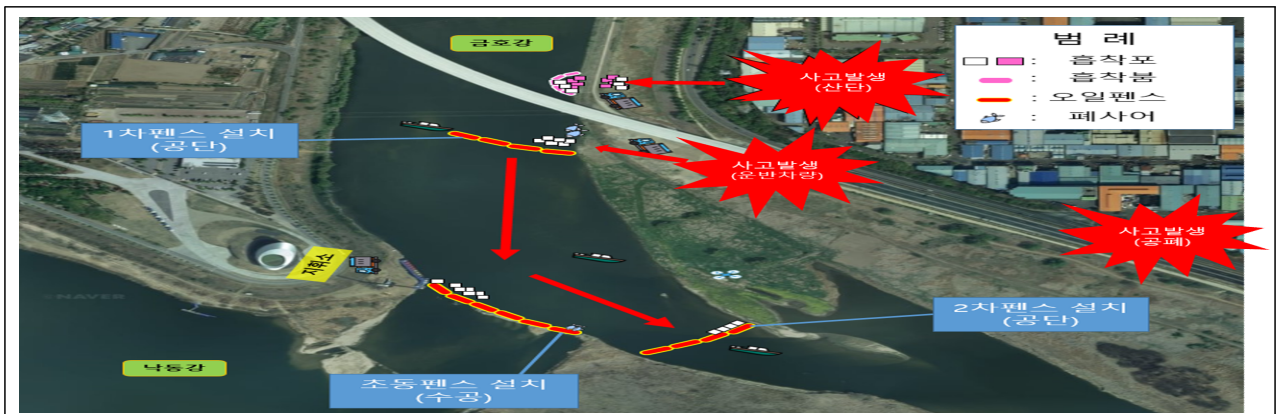 금호강
사고발생
(산단)
범 례
: 흡착포
: 흡착붐
: 오일펜스
: 폐사어
1차펜스 설치
(공단)
사고발생
(운반차량)
사고발생
(공폐)
지휘소
NAVER
2차펜스 설치
(공단)
낙동강
초동펜스 설치
(수공)